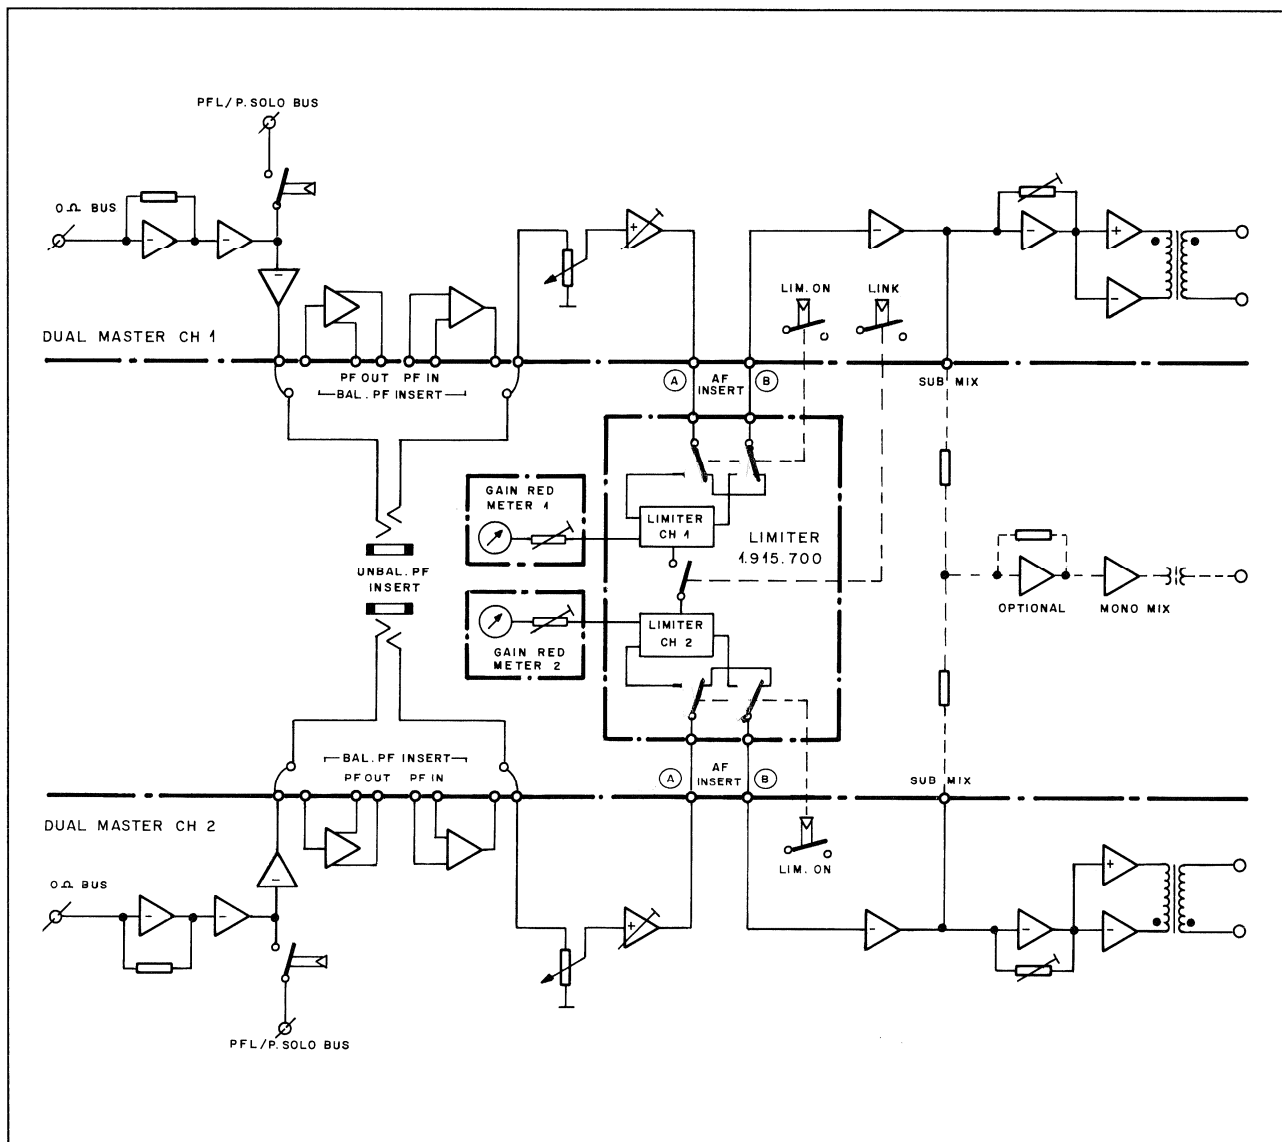 PFL/P. SOLO BUS
0Ω BUS
LIM. ON
LINK
DUAL MASTER CH 1
PF OUT PF IN
BAL. PF INSERT
A AF INSERT B
SUB MIX
GAIN RED
METER 1
LIMITER
CH 1
LIMITER
1.915.700
UNBAL. PF
INSERT
OPTIONAL
MONO MIX
LIMITER
CH 2
GAIN RED
METER 2
BAL. PF INSERT
PF OUT PF IN
A AF INSERT B
SUB MIX
DUAL MASTER CH 2
LIM. ON
0Ω BUS
PFL/P. SOLO BUS